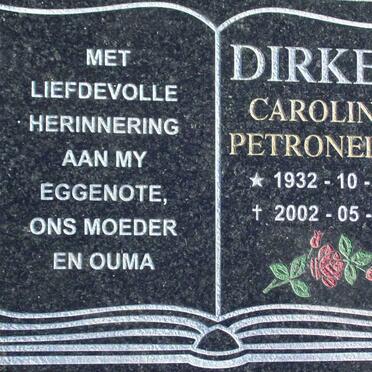 MET
LIEFDEVOLLE
HERINNERING
AAN MY
EGGENOTE,
ONS MOEDER
EN OUMA
DIRKE
CAROLIN
PETRONEL
★ 1932 - 10 -
† 2002 - 05 -